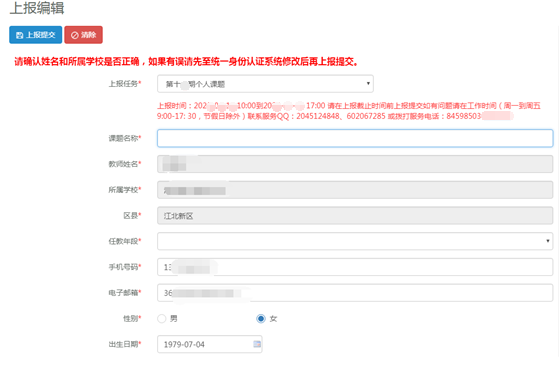 上报编辑
上报提交 清除
请确认姓名和所属学校是否正确，如果有误请先至统一身份认证系统修改后再上报提交。
上报任务* 第十 期个人课题
上报时间：202 10:00到20 17:00 请在上报截止时间前上报提交如有问题请在工作时间（周一到周五
9:00-17: 30，节假日除外）联系服务QQ：2045124848、602067285 或拨打服务电话：84598503
课题名称*
教师姓名*
所属学校*
区县* 江北新区
任教年段*
手机号码* 13
电子邮箱* 36
性别* 男 女
出生日期* 1979-07-04